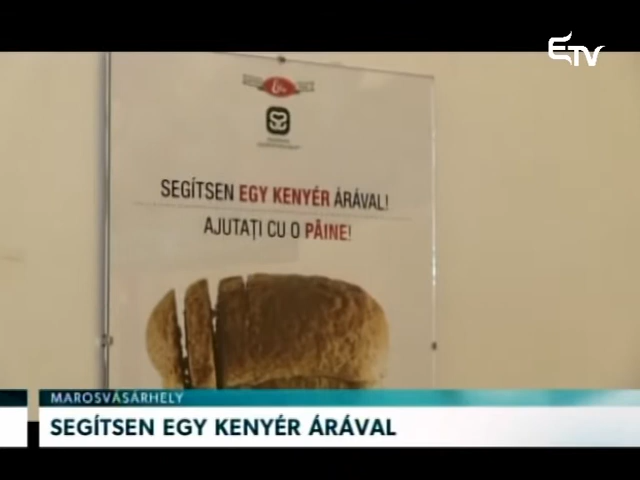 ETV
SEGÍTSEN EGY KENYÉR ÁRÁVAL!
AJUTAȚI CU O PÂINE!
MAROSVÁSÁRHELY
SEGÍTSEN EGY KENYÉR ÁRÁVAL